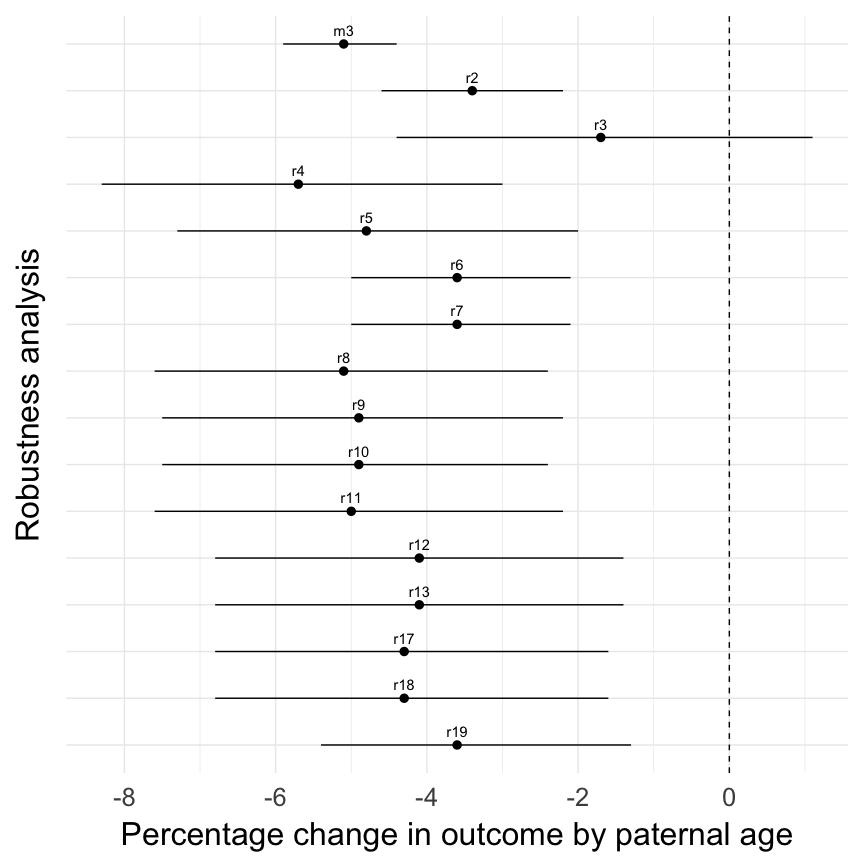 m3
r2
r3
r4
r5
r6
r7
r8
r9
r10
r11
r12
r13
r17
r18
r19
Robustness analysis
-8 -6 -4 -2 0
Percentage change in outcome by paternal age